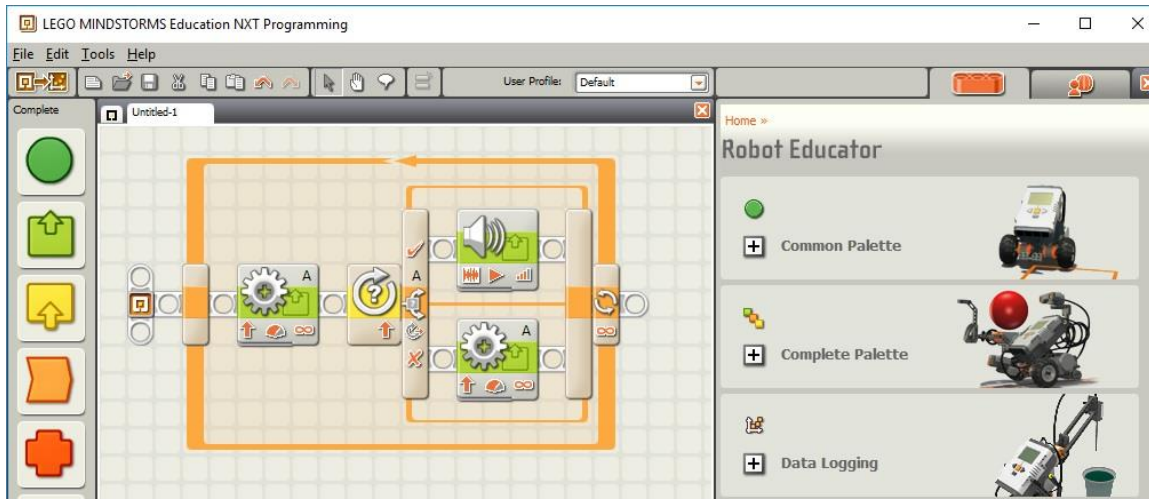 LEGO MINDSTORMS Education NXT Programming
File Edit Tools Help
User Profile: Default
Complete
Untitled-1
Home »
Robot Educator
Common Palette
Complete Palette
Data Logging
A
A
A